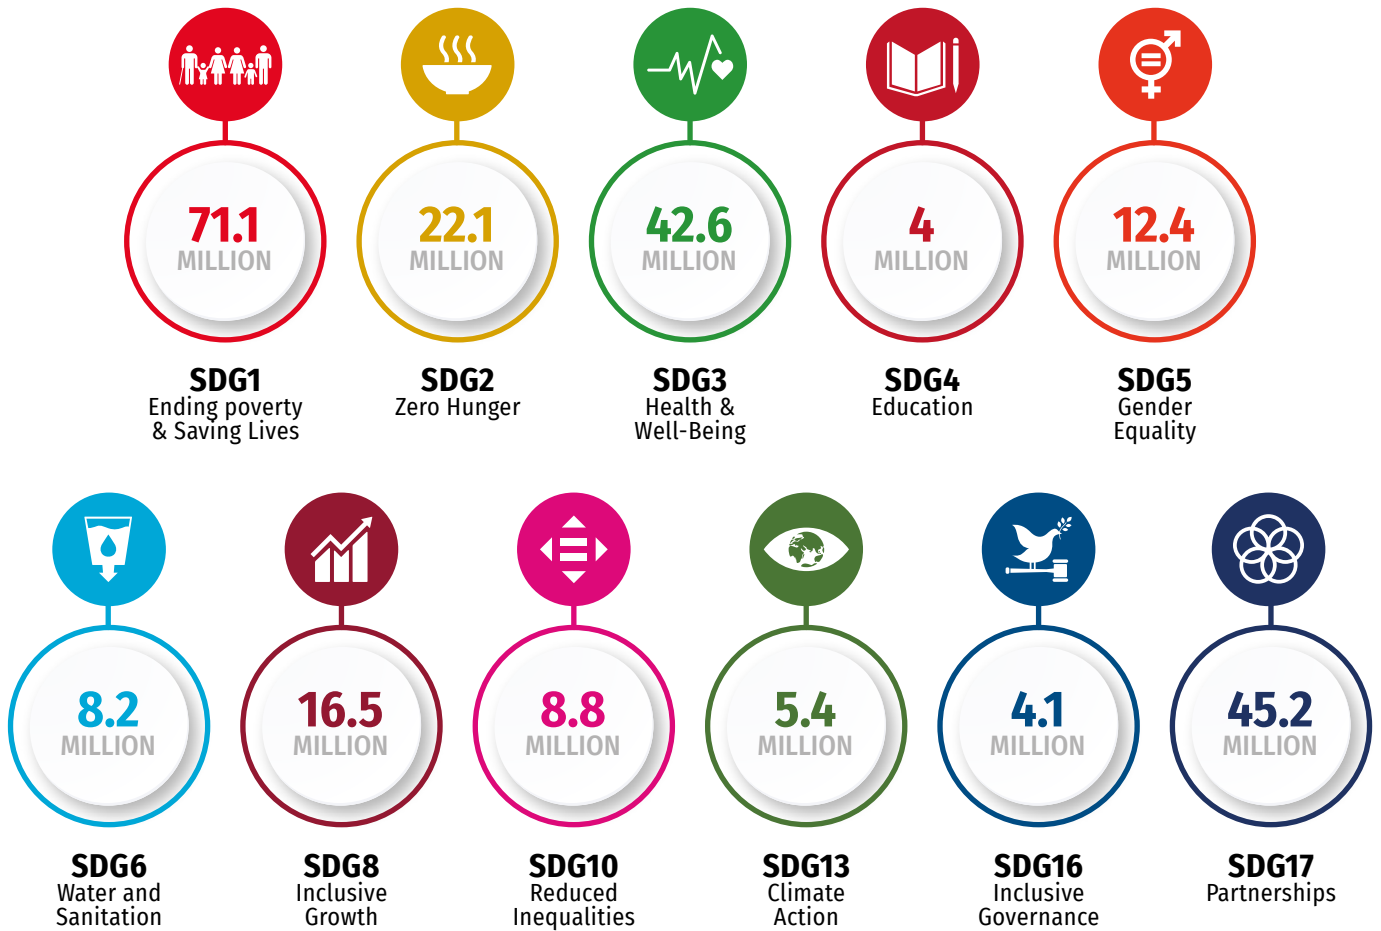 71.1
MILLION
22.1
MILLION
42.6
MILLION
4
MILLION
12.4
MILLION
SDG1
Ending poverty
& Saving Lives
SDG2
Zero Hunger
SDG3
Health &
Well-Being
SDG4
Education
SDG5
Gender
Equality
8.2
MILLION
16.5
MILLION
8.8
MILLION
5.4
MILLION
4.1
MILLION
45.2
MILLION
SDG6
Water and
Sanitation
SDG8
Inclusive
Growth
SDG10
Reduced
Inequalities
SDG13
Climate
Action
SDG16
Inclusive
Governance
SDG17
Partnerships